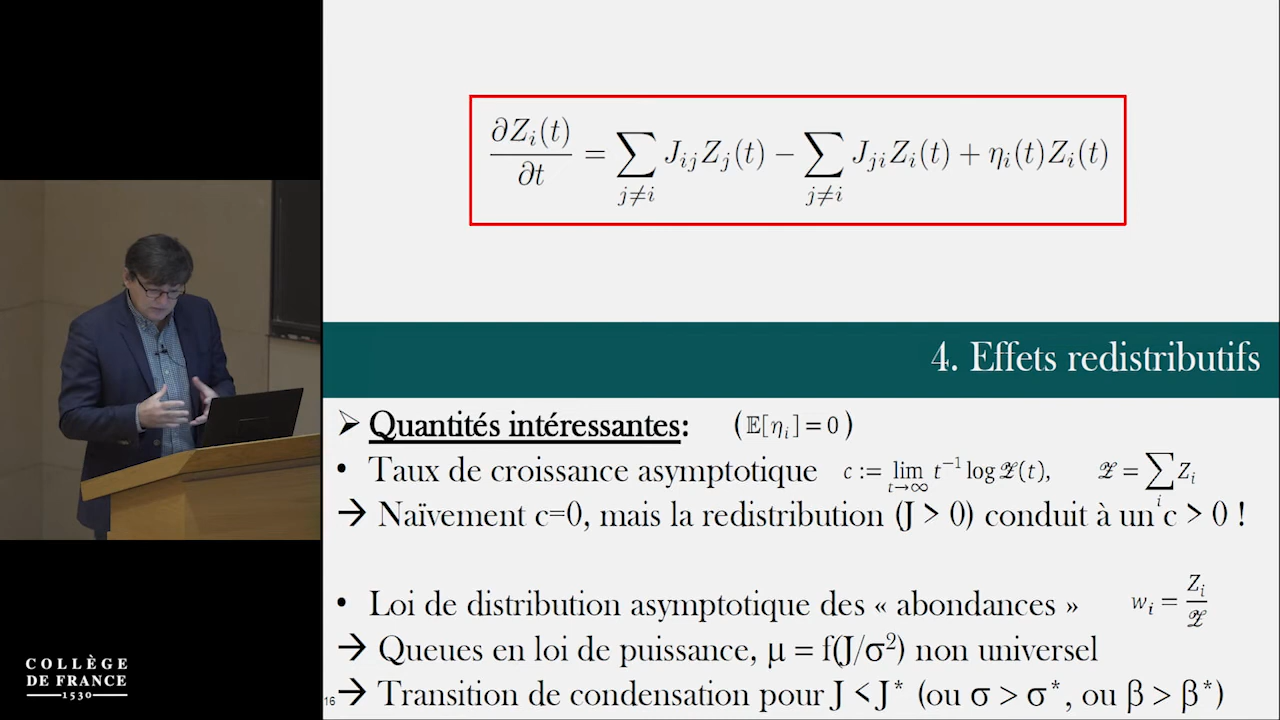 ∂Z_i(t)/∂t = ∑_{j≠i} J_{ij}Z_j(t) − ∑_{j≠i} J_{ji}Z_i(t) + η_i(t)Z_i(t)
4. Effets redistributifs
➢ Quantités intéressantes: (𝔼[η_i]=0)
• Taux de croissance asymptotique c := lim_{t→∞} t⁻¹ log 𝒵(t), 𝒵 = ∑_i Z_i
→ Naïvement c=0, mais la redistribution (J > 0) conduit à un c > 0 !
• Loi de distribution asymptotique des « abondances » w_i = Z_i/𝒵
→ Queues en loi de puissance, μ = f(J/σ²) non universel
→ Transition de condensation pour J < J* (ou σ > σ*, ou β > β*)
16
COLLÈGE
DE FRANCE
1530